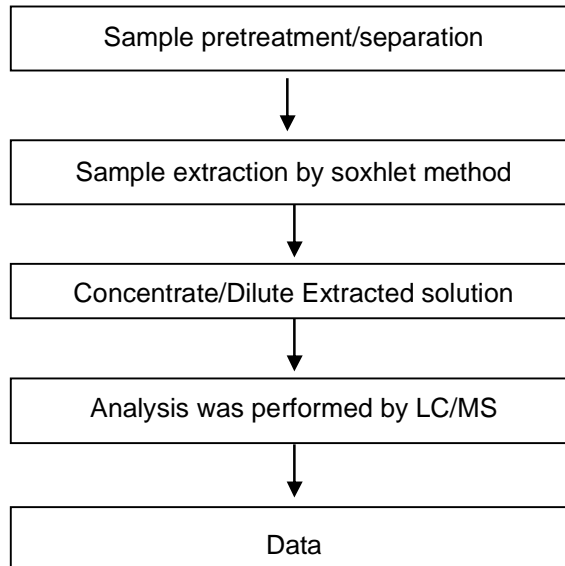 Sample pretreatment/separation
Sample extraction by soxhlet method
Concentrate/Dilute Extracted solution
Analysis was performed by LC/MS
Data